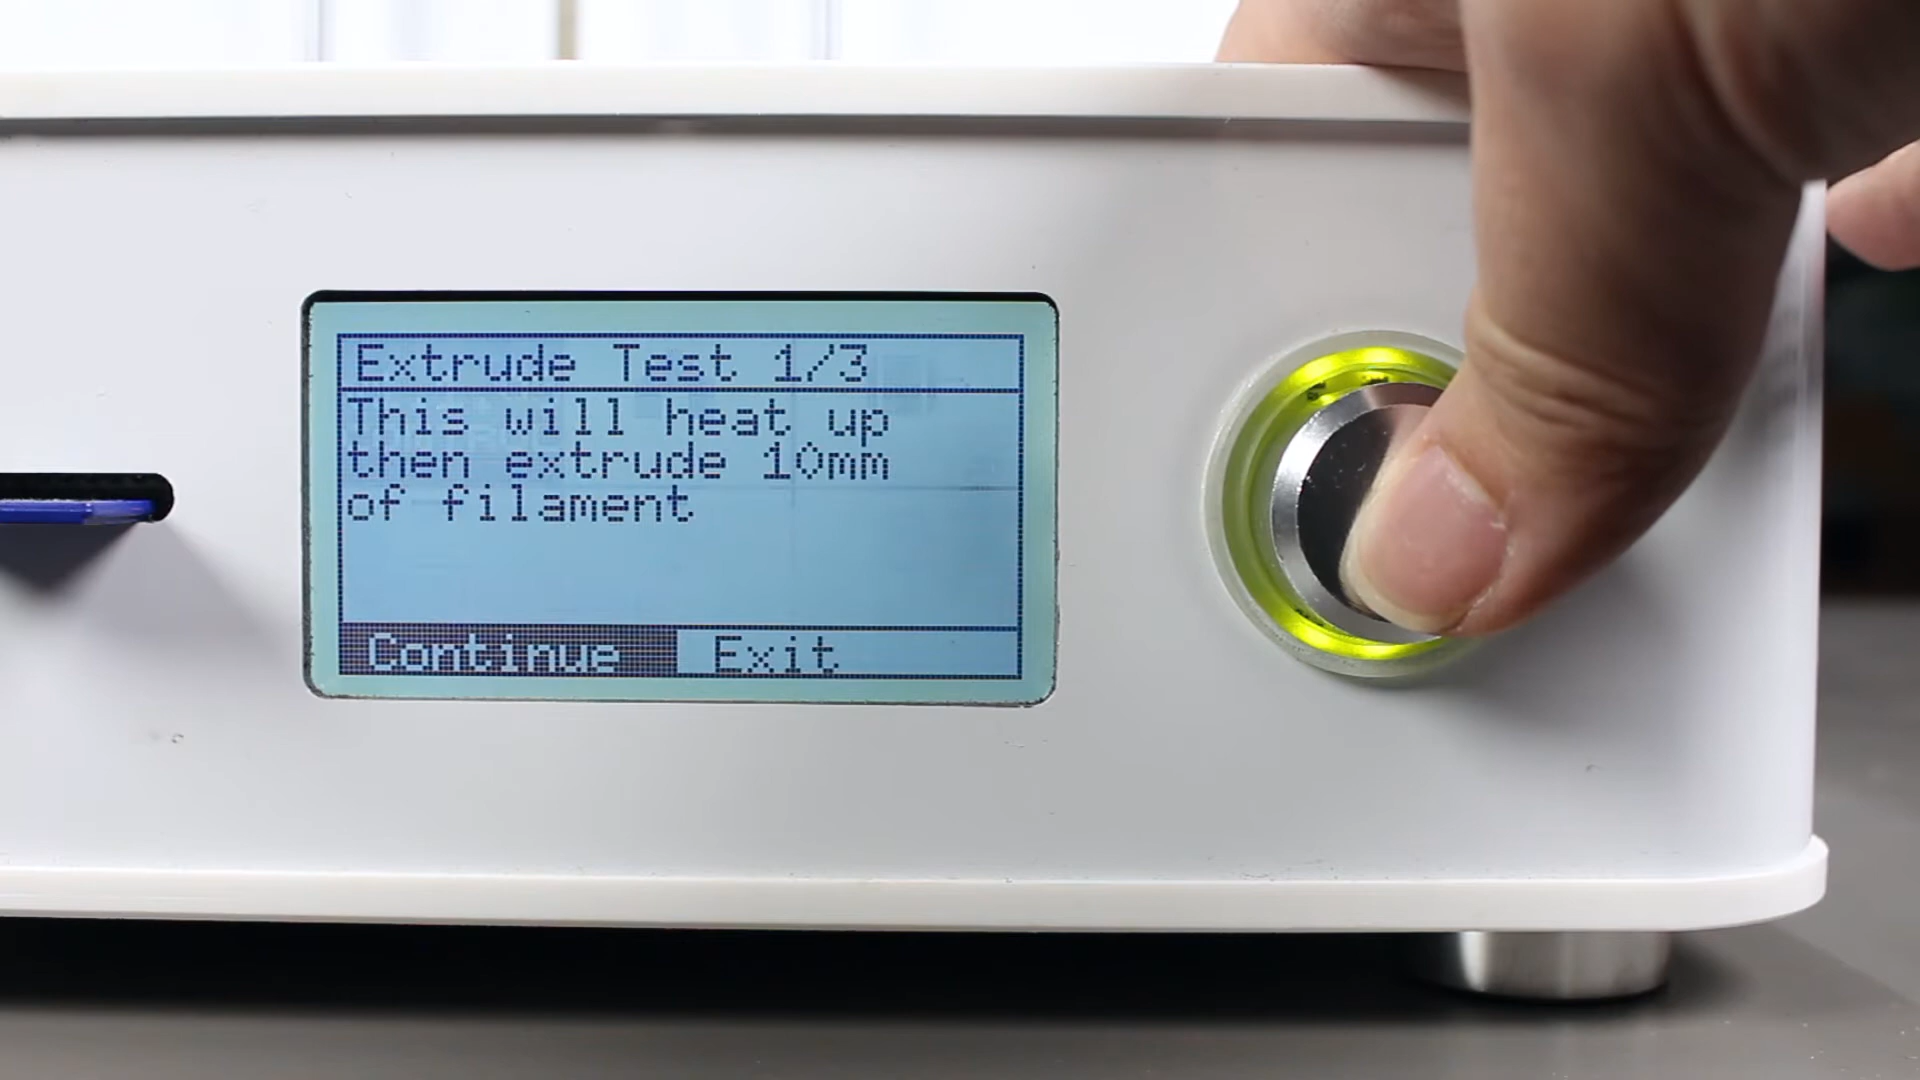 Extrude Test 1/3
This will heat up
then extrude 10mm
of filament
Continue Exit